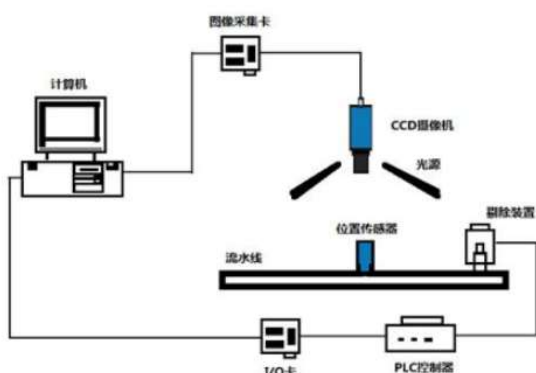 图像采集卡
计算机
CCD摄像机
光源
剔除装置
位置传感器
流水线
I/O卡
PLC控制器